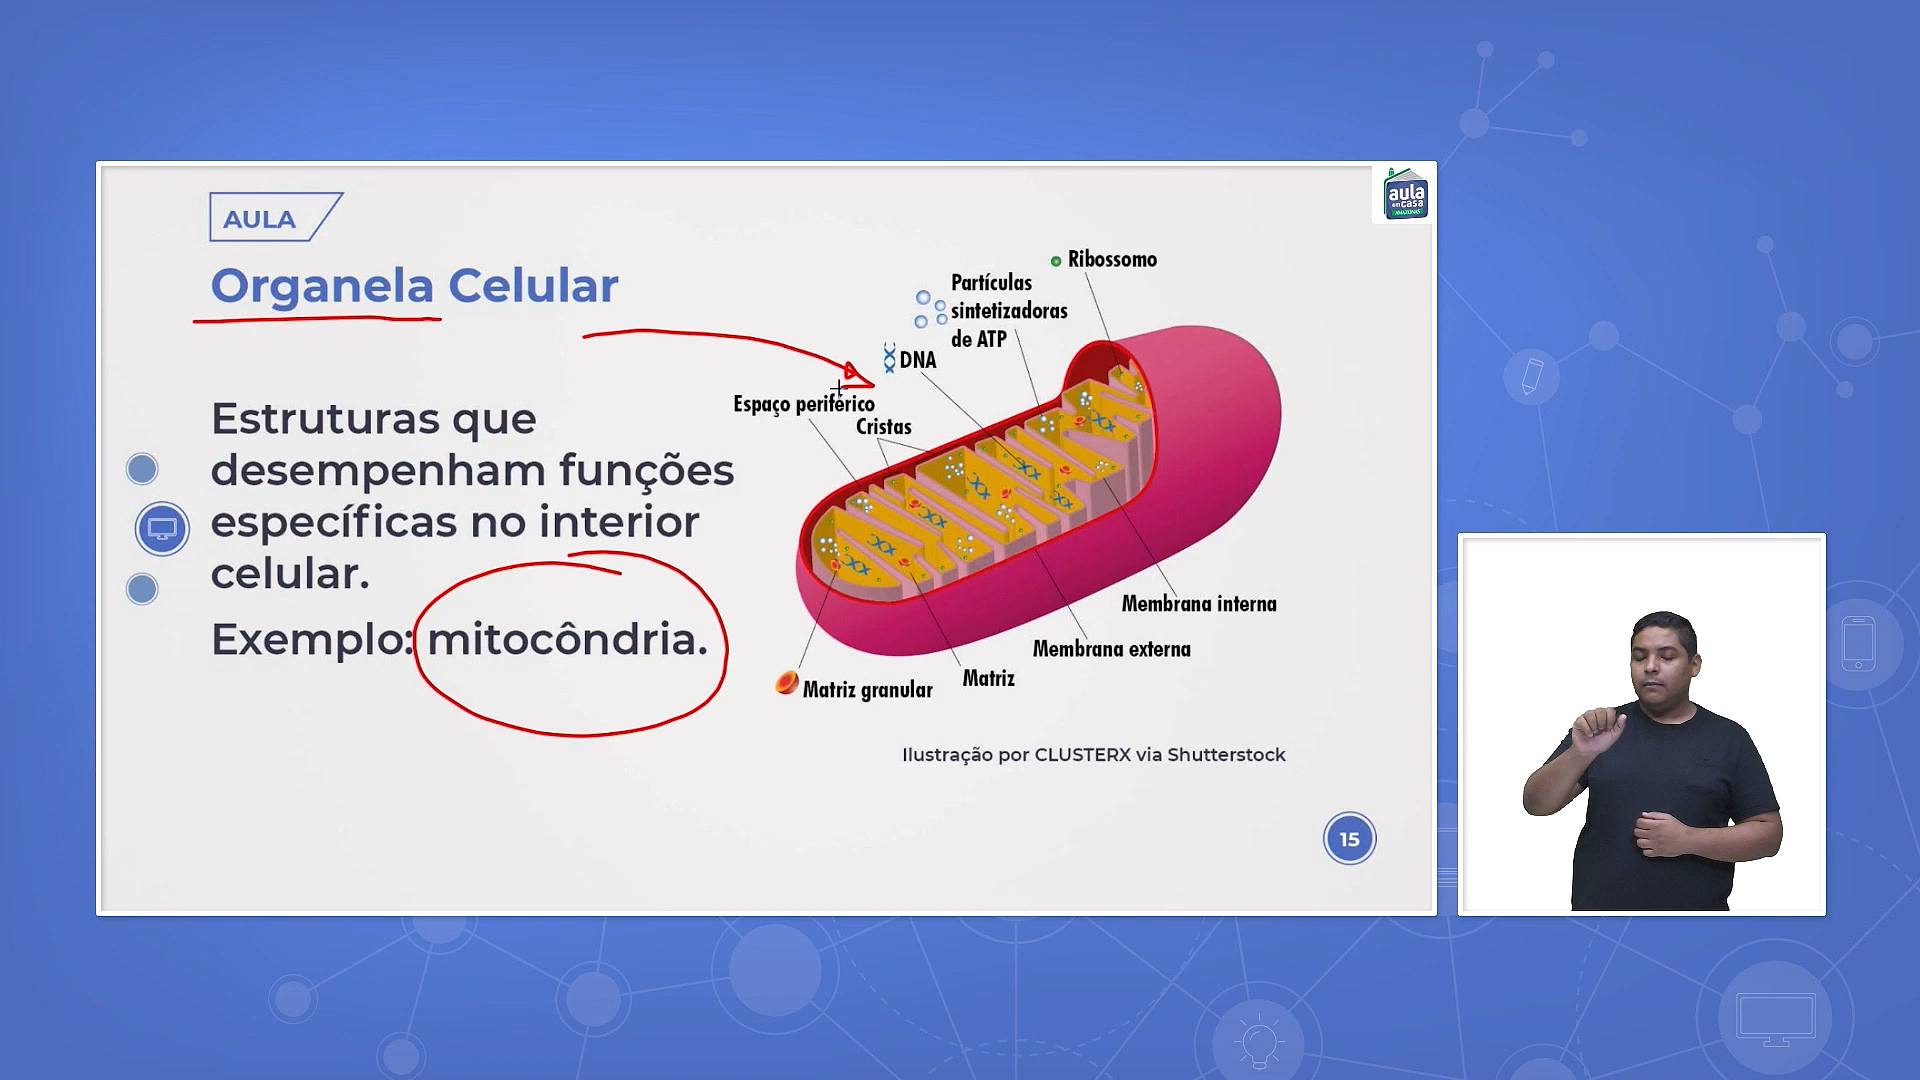 AULA
Organela Celular
Estruturas que
desempenham funções
específicas no interior
celular.
Exemplo: mitocôndria.
Ribossomo
Partículas
sintetizadoras
de ATP
DNA
Espaço periférico
Cristas
Membrana interna
Membrana externa
Matriz
Matriz granular
Ilustração por CLUSTERX via Shutterstock
15
aula
em casa
AMAZONAS